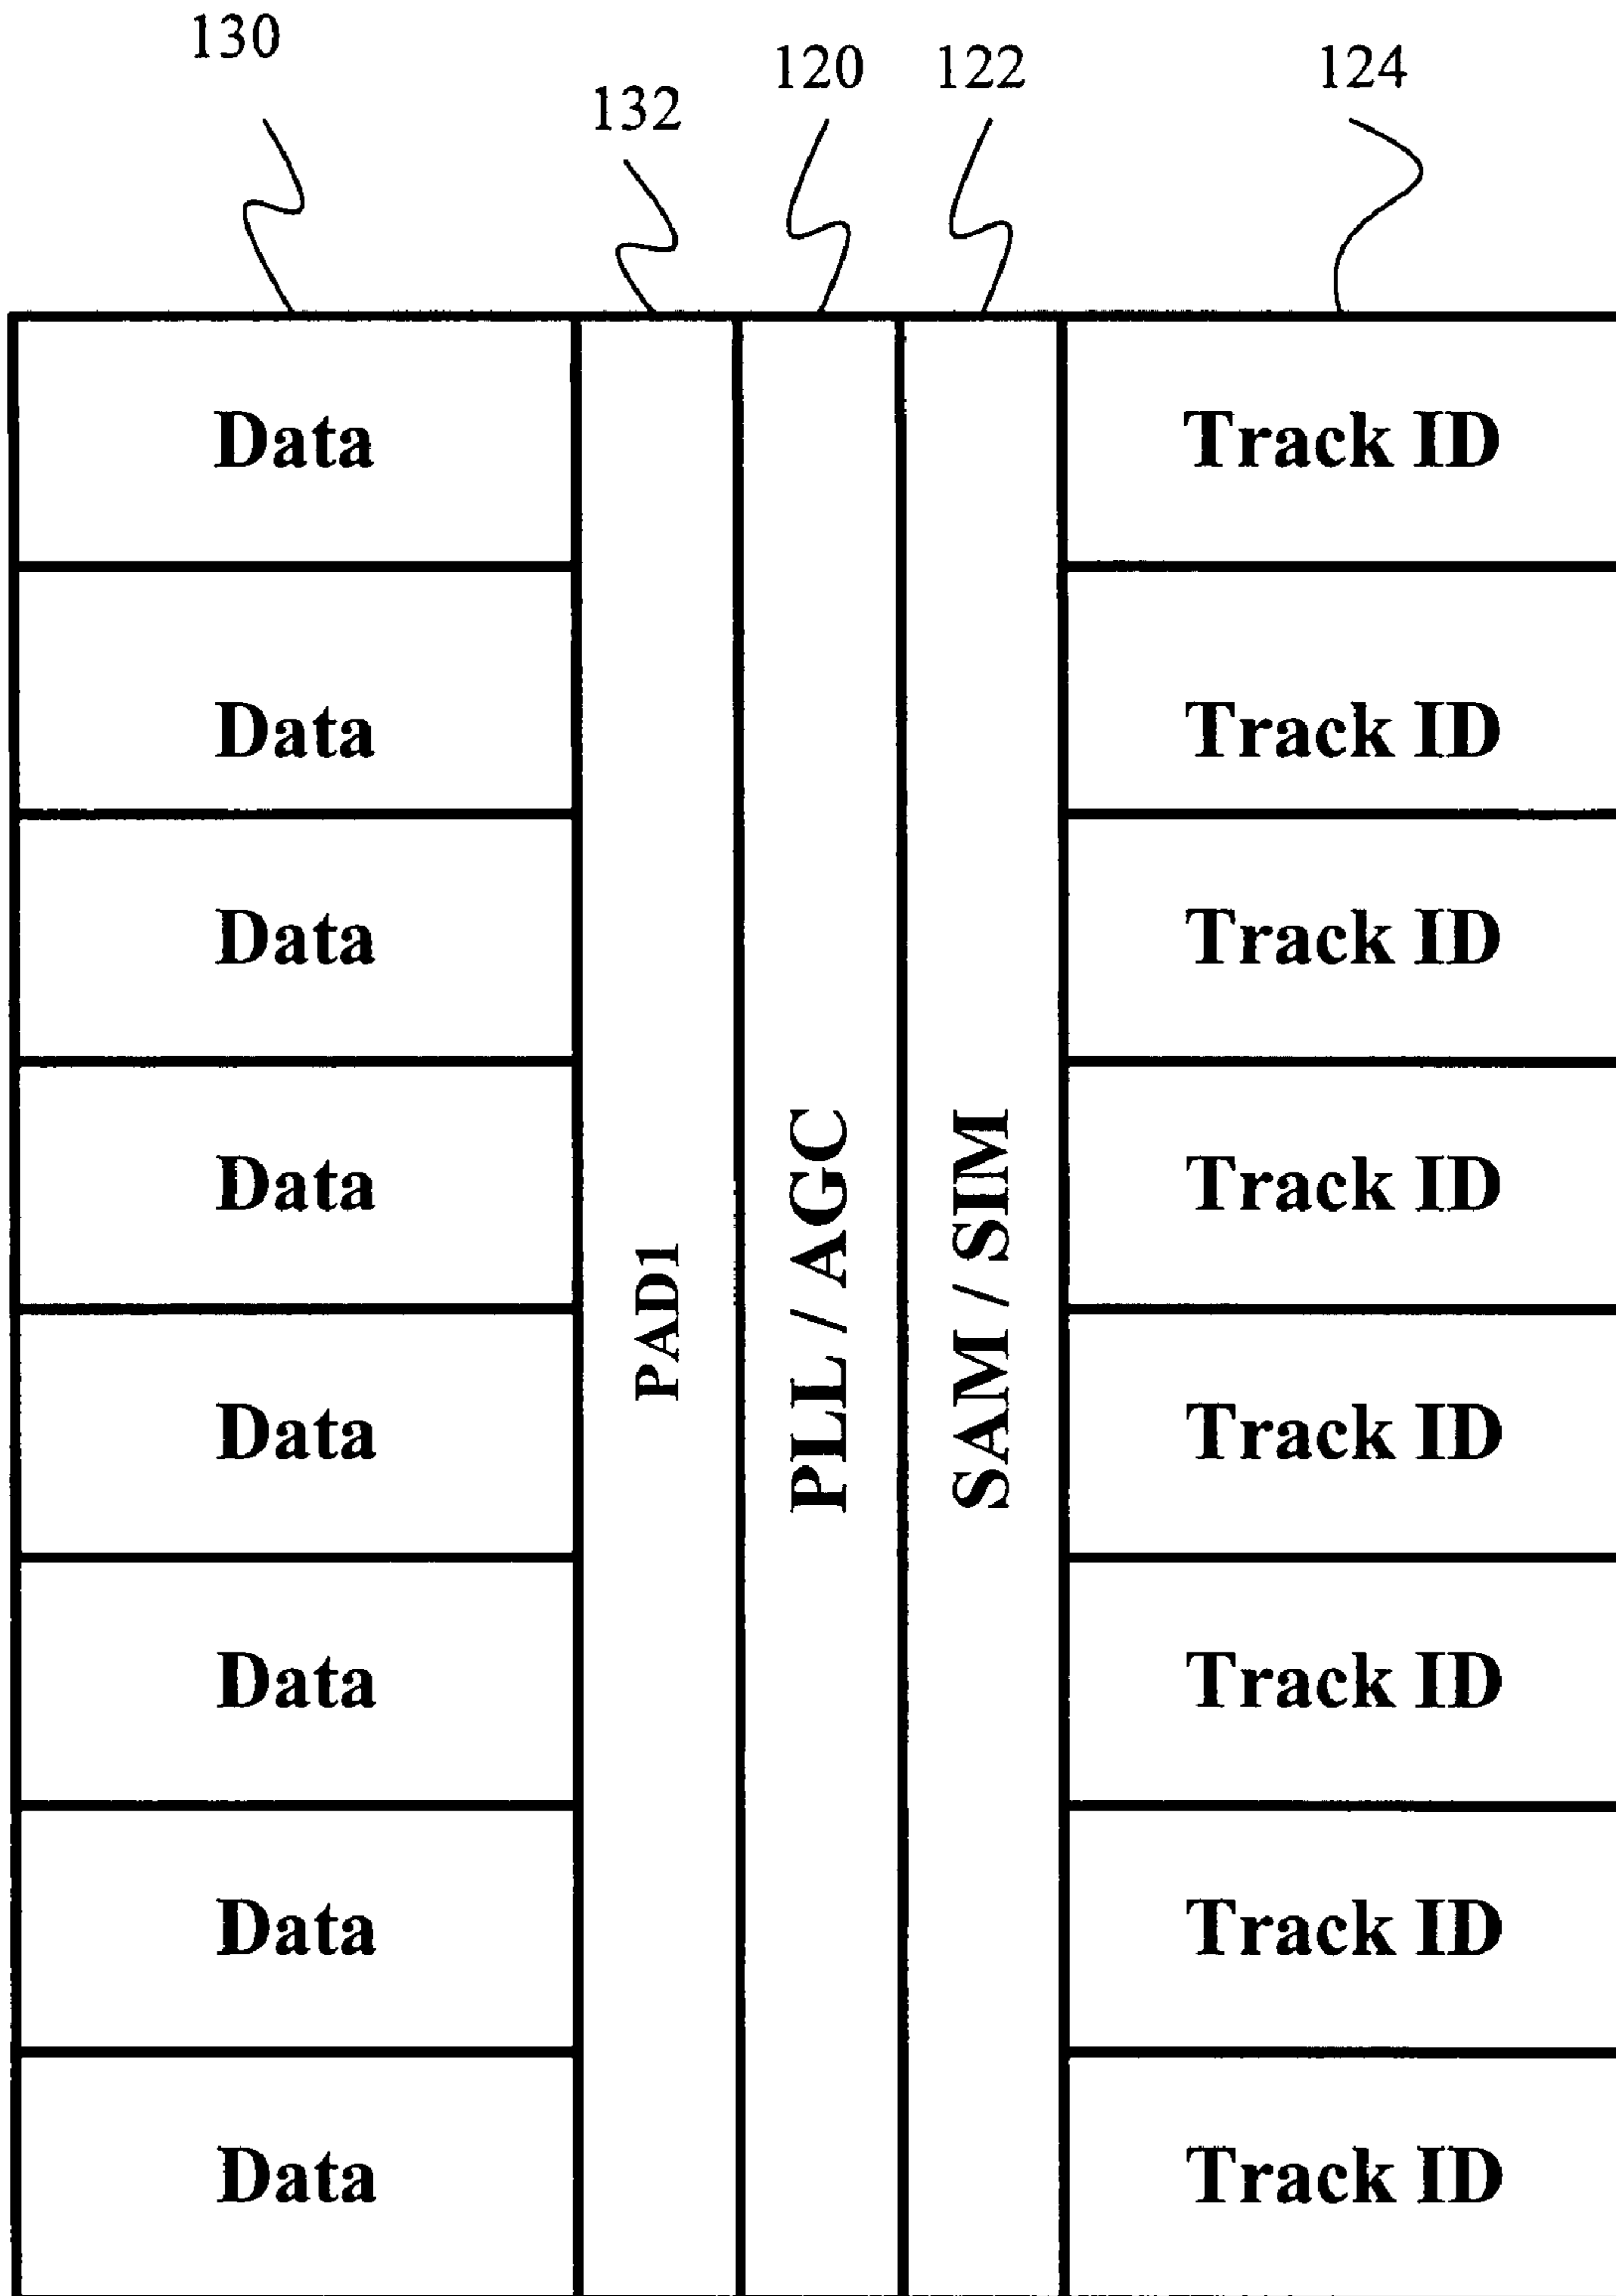 130
132
120
122
124
Data
Track ID
Data
Track ID
Data
Track ID
Data
Track ID
Data
Track ID
Data
Track ID
Data
Track ID
Data
Track ID
PAD1
PLL / AGC
SAM / SIM